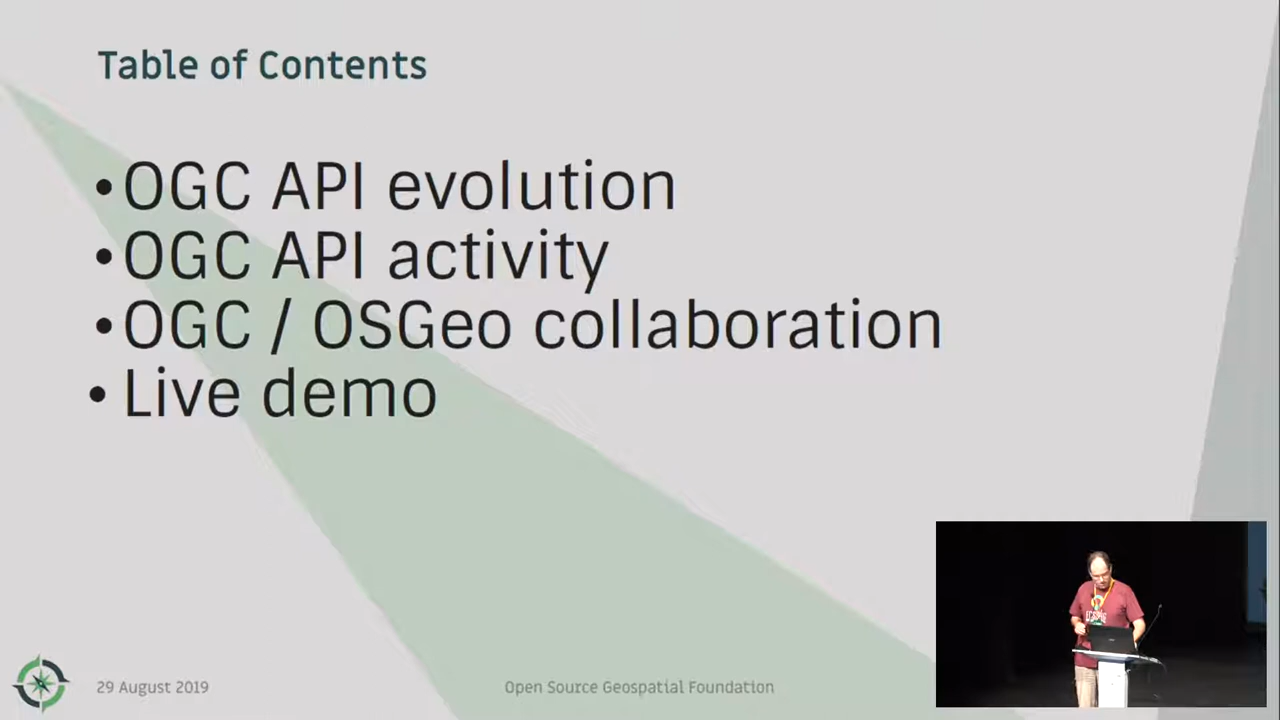 Table of Contents
• OGC API evolution
• OGC API activity
• OGC / OSGeo collaboration
• Live demo
29 August 2019
Open Source Geospatial Foundation